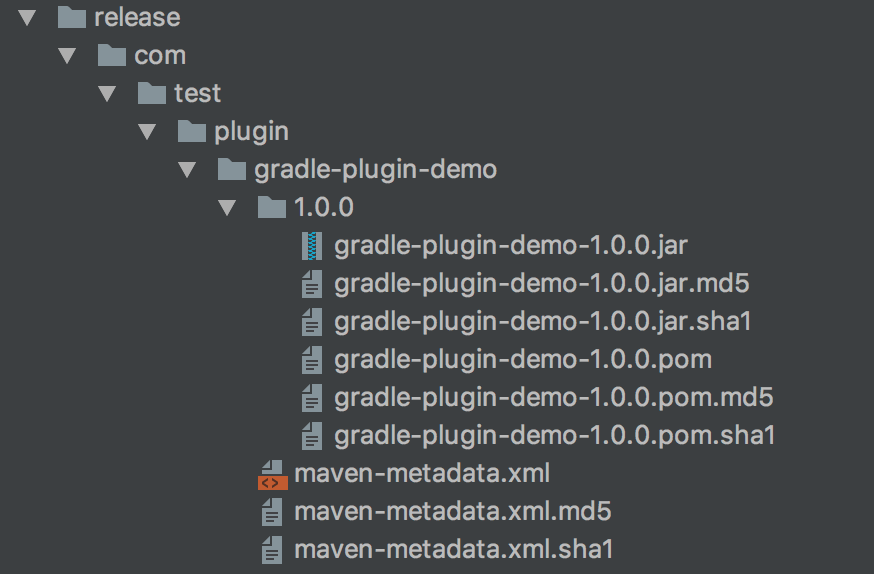 release
com
test
plugin
gradle-plugin-demo
1.0.0
gradle-plugin-demo-1.0.0.jar
gradle-plugin-demo-1.0.0.jar.md5
gradle-plugin-demo-1.0.0.jar.sha1
gradle-plugin-demo-1.0.0.pom
gradle-plugin-demo-1.0.0.pom.md5
gradle-plugin-demo-1.0.0.pom.sha1
maven-metadata.xml
maven-metadata.xml.md5
maven-metadata.xml.sha1